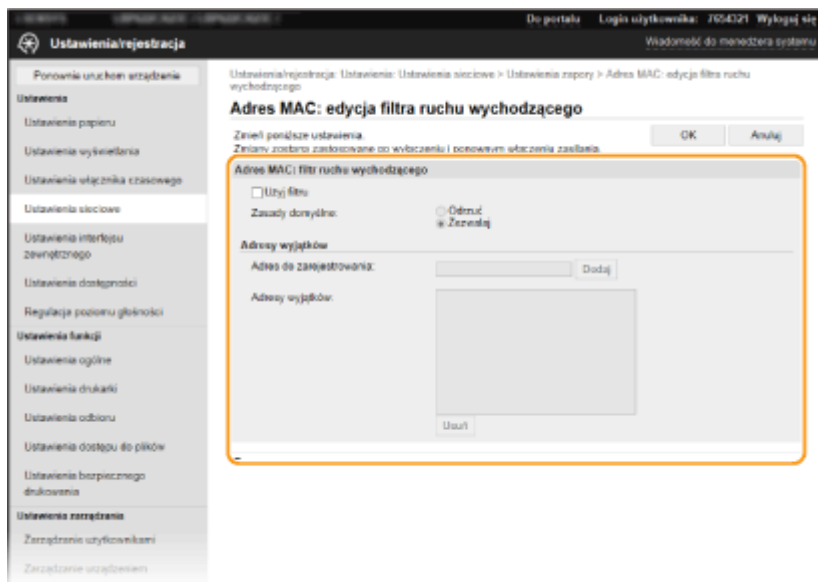 Do portalu Login użytkownika: 7654321 Wyloguj się
Ustawienia/rejestracja
Wiadomość do menedżera systemu
Ponownie uruchom urządzenie
Ustawienia
Ustawienia papieru
Ustawienia wyświetlania
Ustawienia włącznika czasowego
Ustawienia sieciowe
Ustawienia interfejsu
zewnętrznego
Ustawienia dostępności
Regulacja poziomu głośności
Ustawienia funkcji
Ustawienia ogólne
Ustawienia drukarki
Ustawienia odbioru
Ustawienia dostępu do plików
Ustawienia bezpiecznego
drukowania
Ustawienia zarządzania
Zarządzanie użytkownikami
Zarządzanie urządzeniem
Ustawienia/rejestracja: Ustawienia: Ustawienia sieciowe > Ustawienia zapory > Adres MAC: edycja filtra ruchu
wychodzącego
Adres MAC: edycja filtra ruchu wychodzącego
Zmień poniższe ustawienia.
Zmiany zostaną zastosowane po wyłączeniu i ponownym włączeniu zasilania.
OK Anuluj
Adres MAC: filtr ruchu wychodzącego
Użyj filtru
Zasady domyślne:
Odrzuć
Zezwalaj
Adresy wyjątków
Adres do zarejestrowania:
Dodaj
Adresy wyjątków:
Usuń